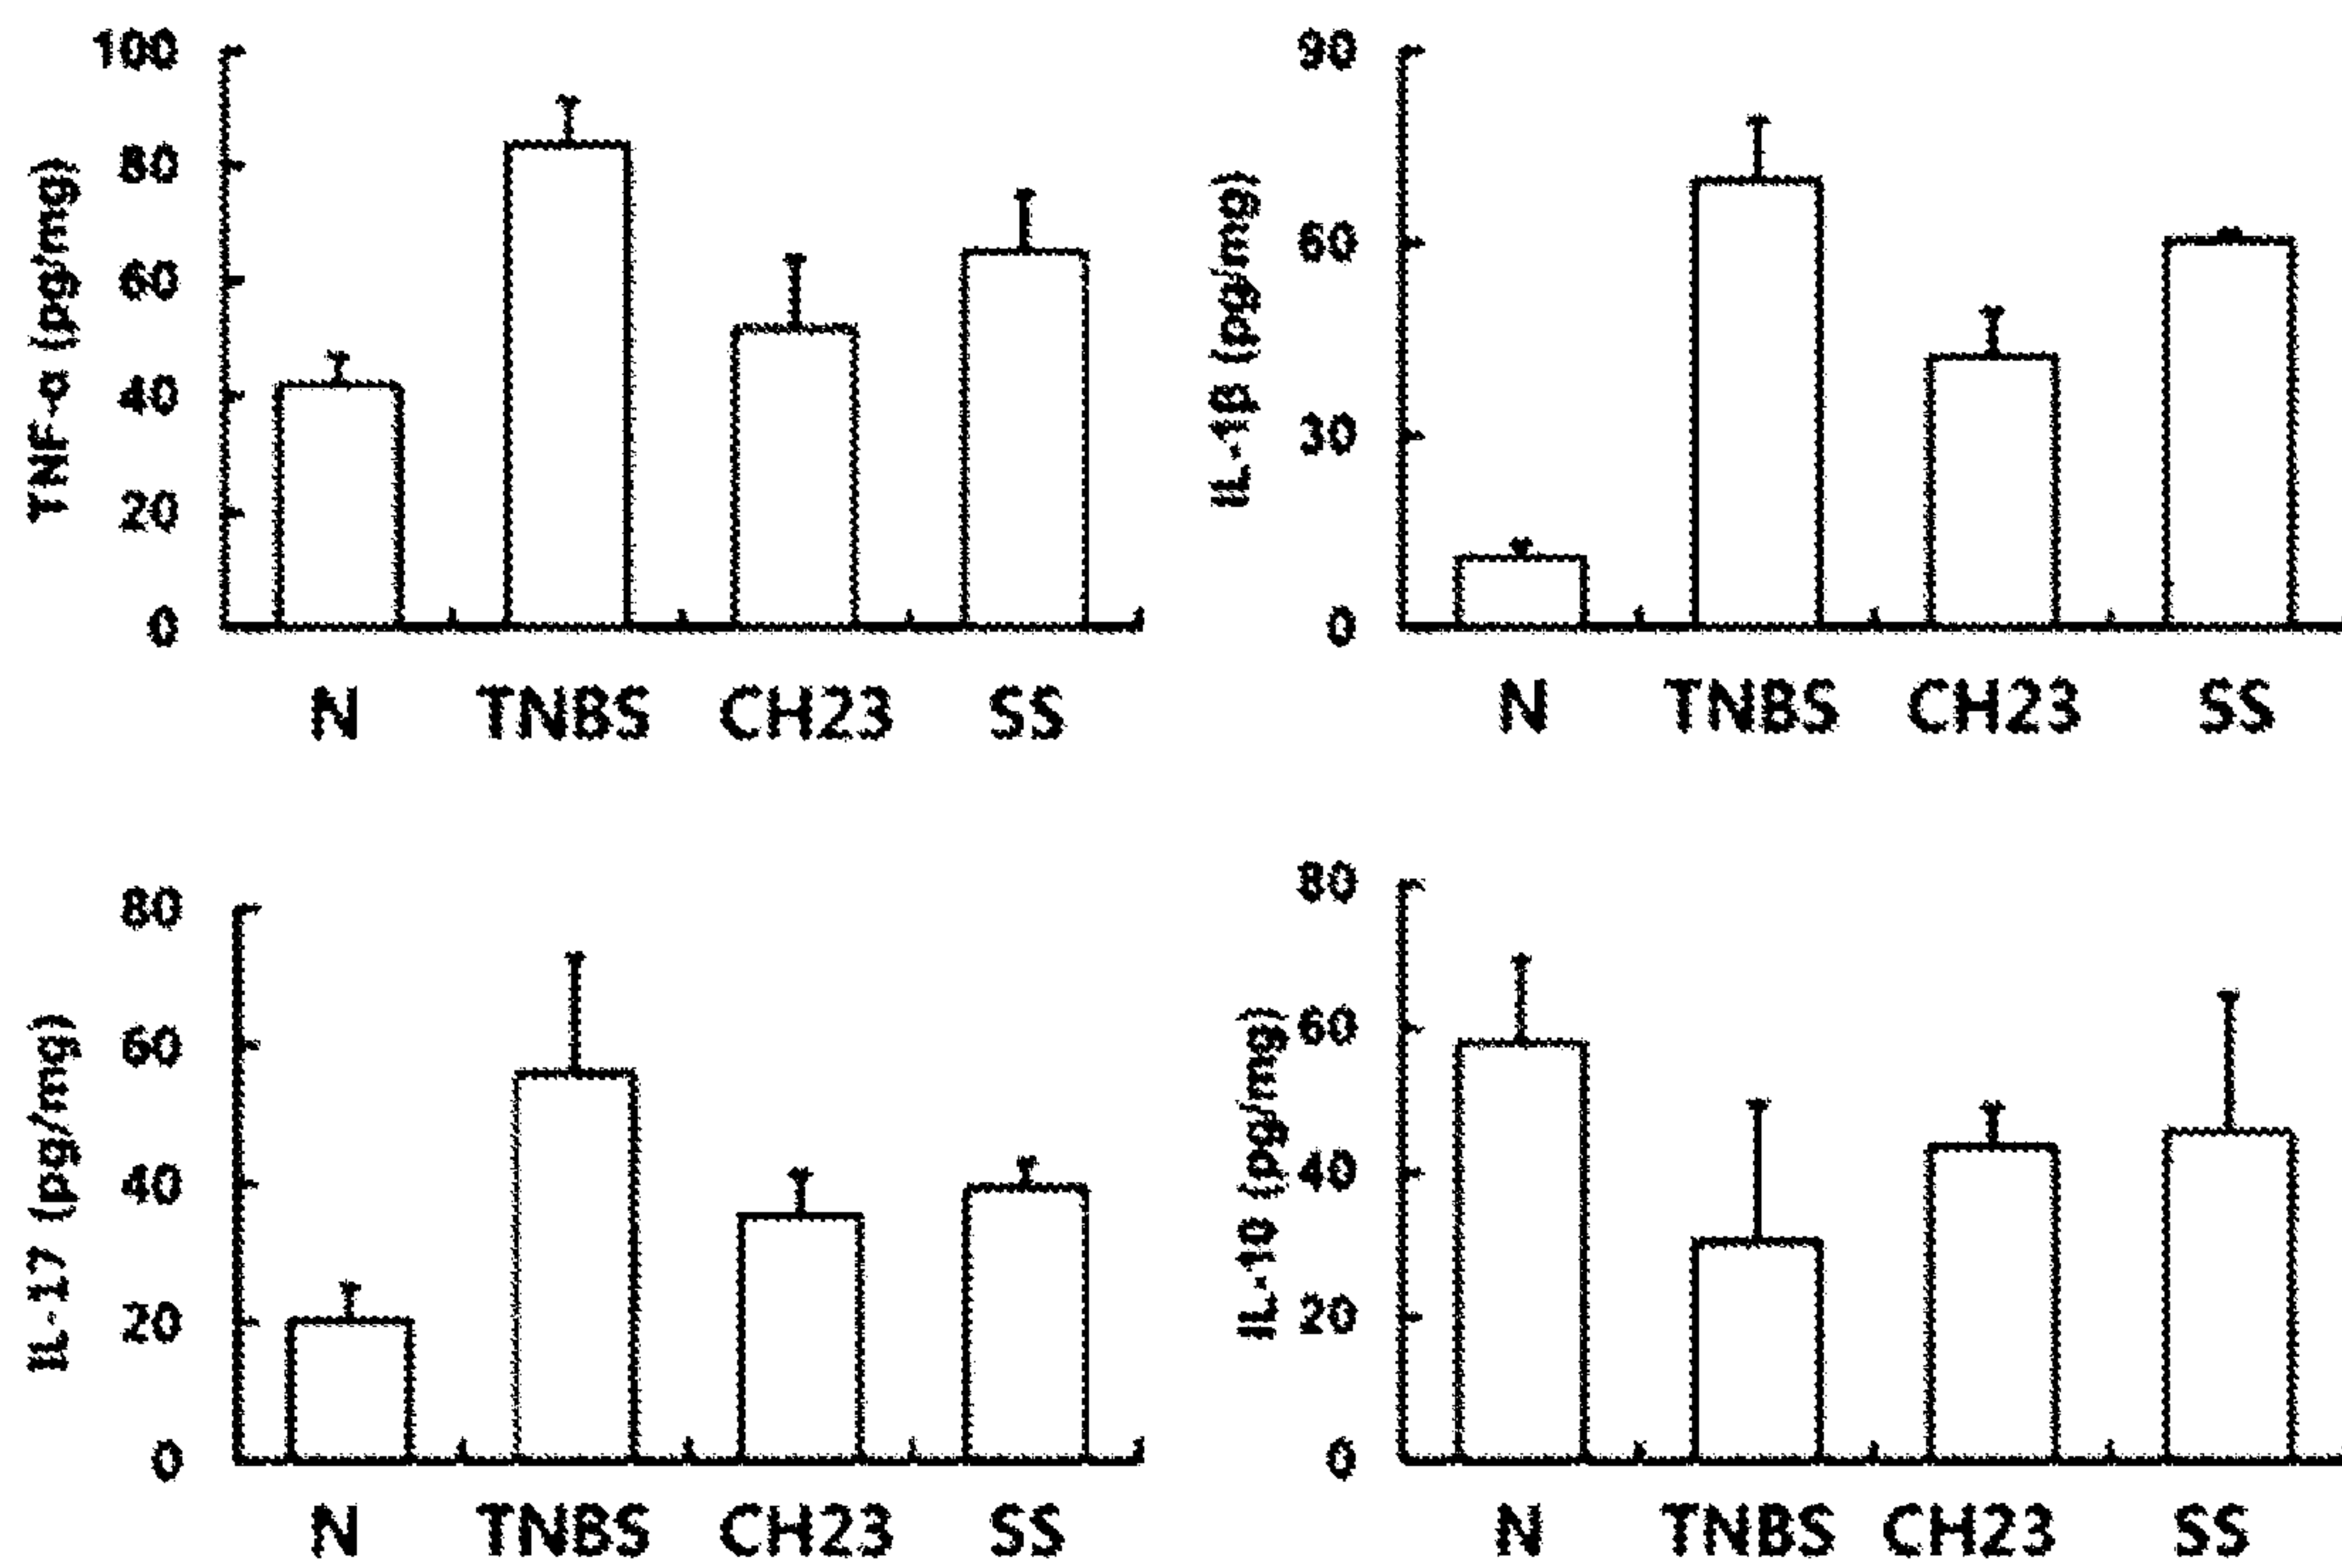 TNF-α (pg/mg)
100
80
60
40
20
0
N TNBS CH23 SS
IL-1β (pg/mg)
90
60
30
0
N TNBS CH23 SS
IL-17 (pg/mg)
80
60
40
20
0
N TNBS CH23 SS
IL-10 (pg/mg)
80
60
40
20
0
N TNBS CH23 SS